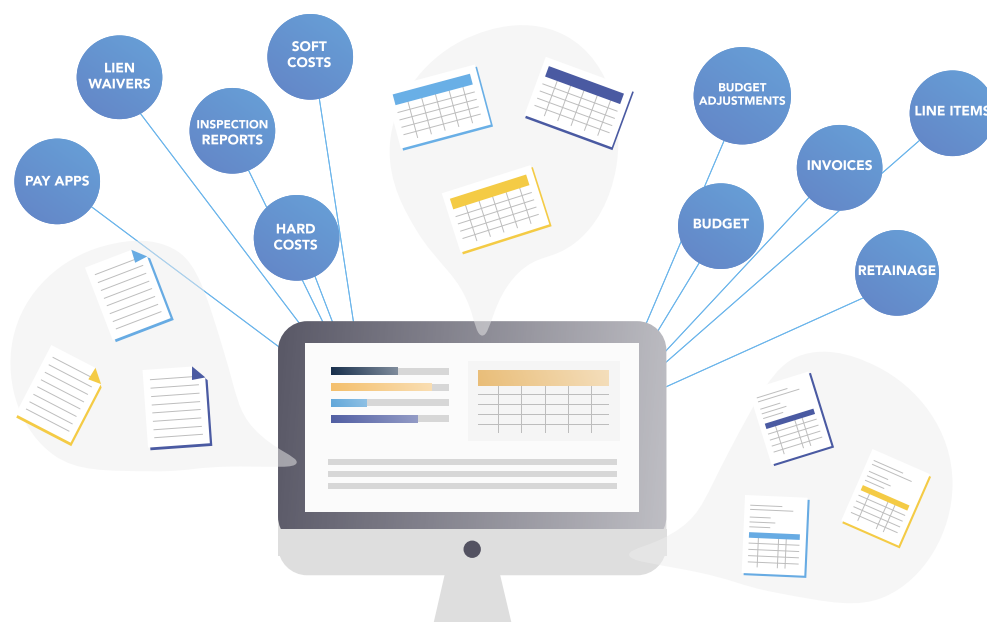 SOFT
COSTS
LIEN
WAIVERS
INSPECTION
REPORTS
PAY APPS
HARD
COSTS
BUDGET
ADJUSTMENTS
LINE ITEMS
INVOICES
BUDGET
RETAINAGE